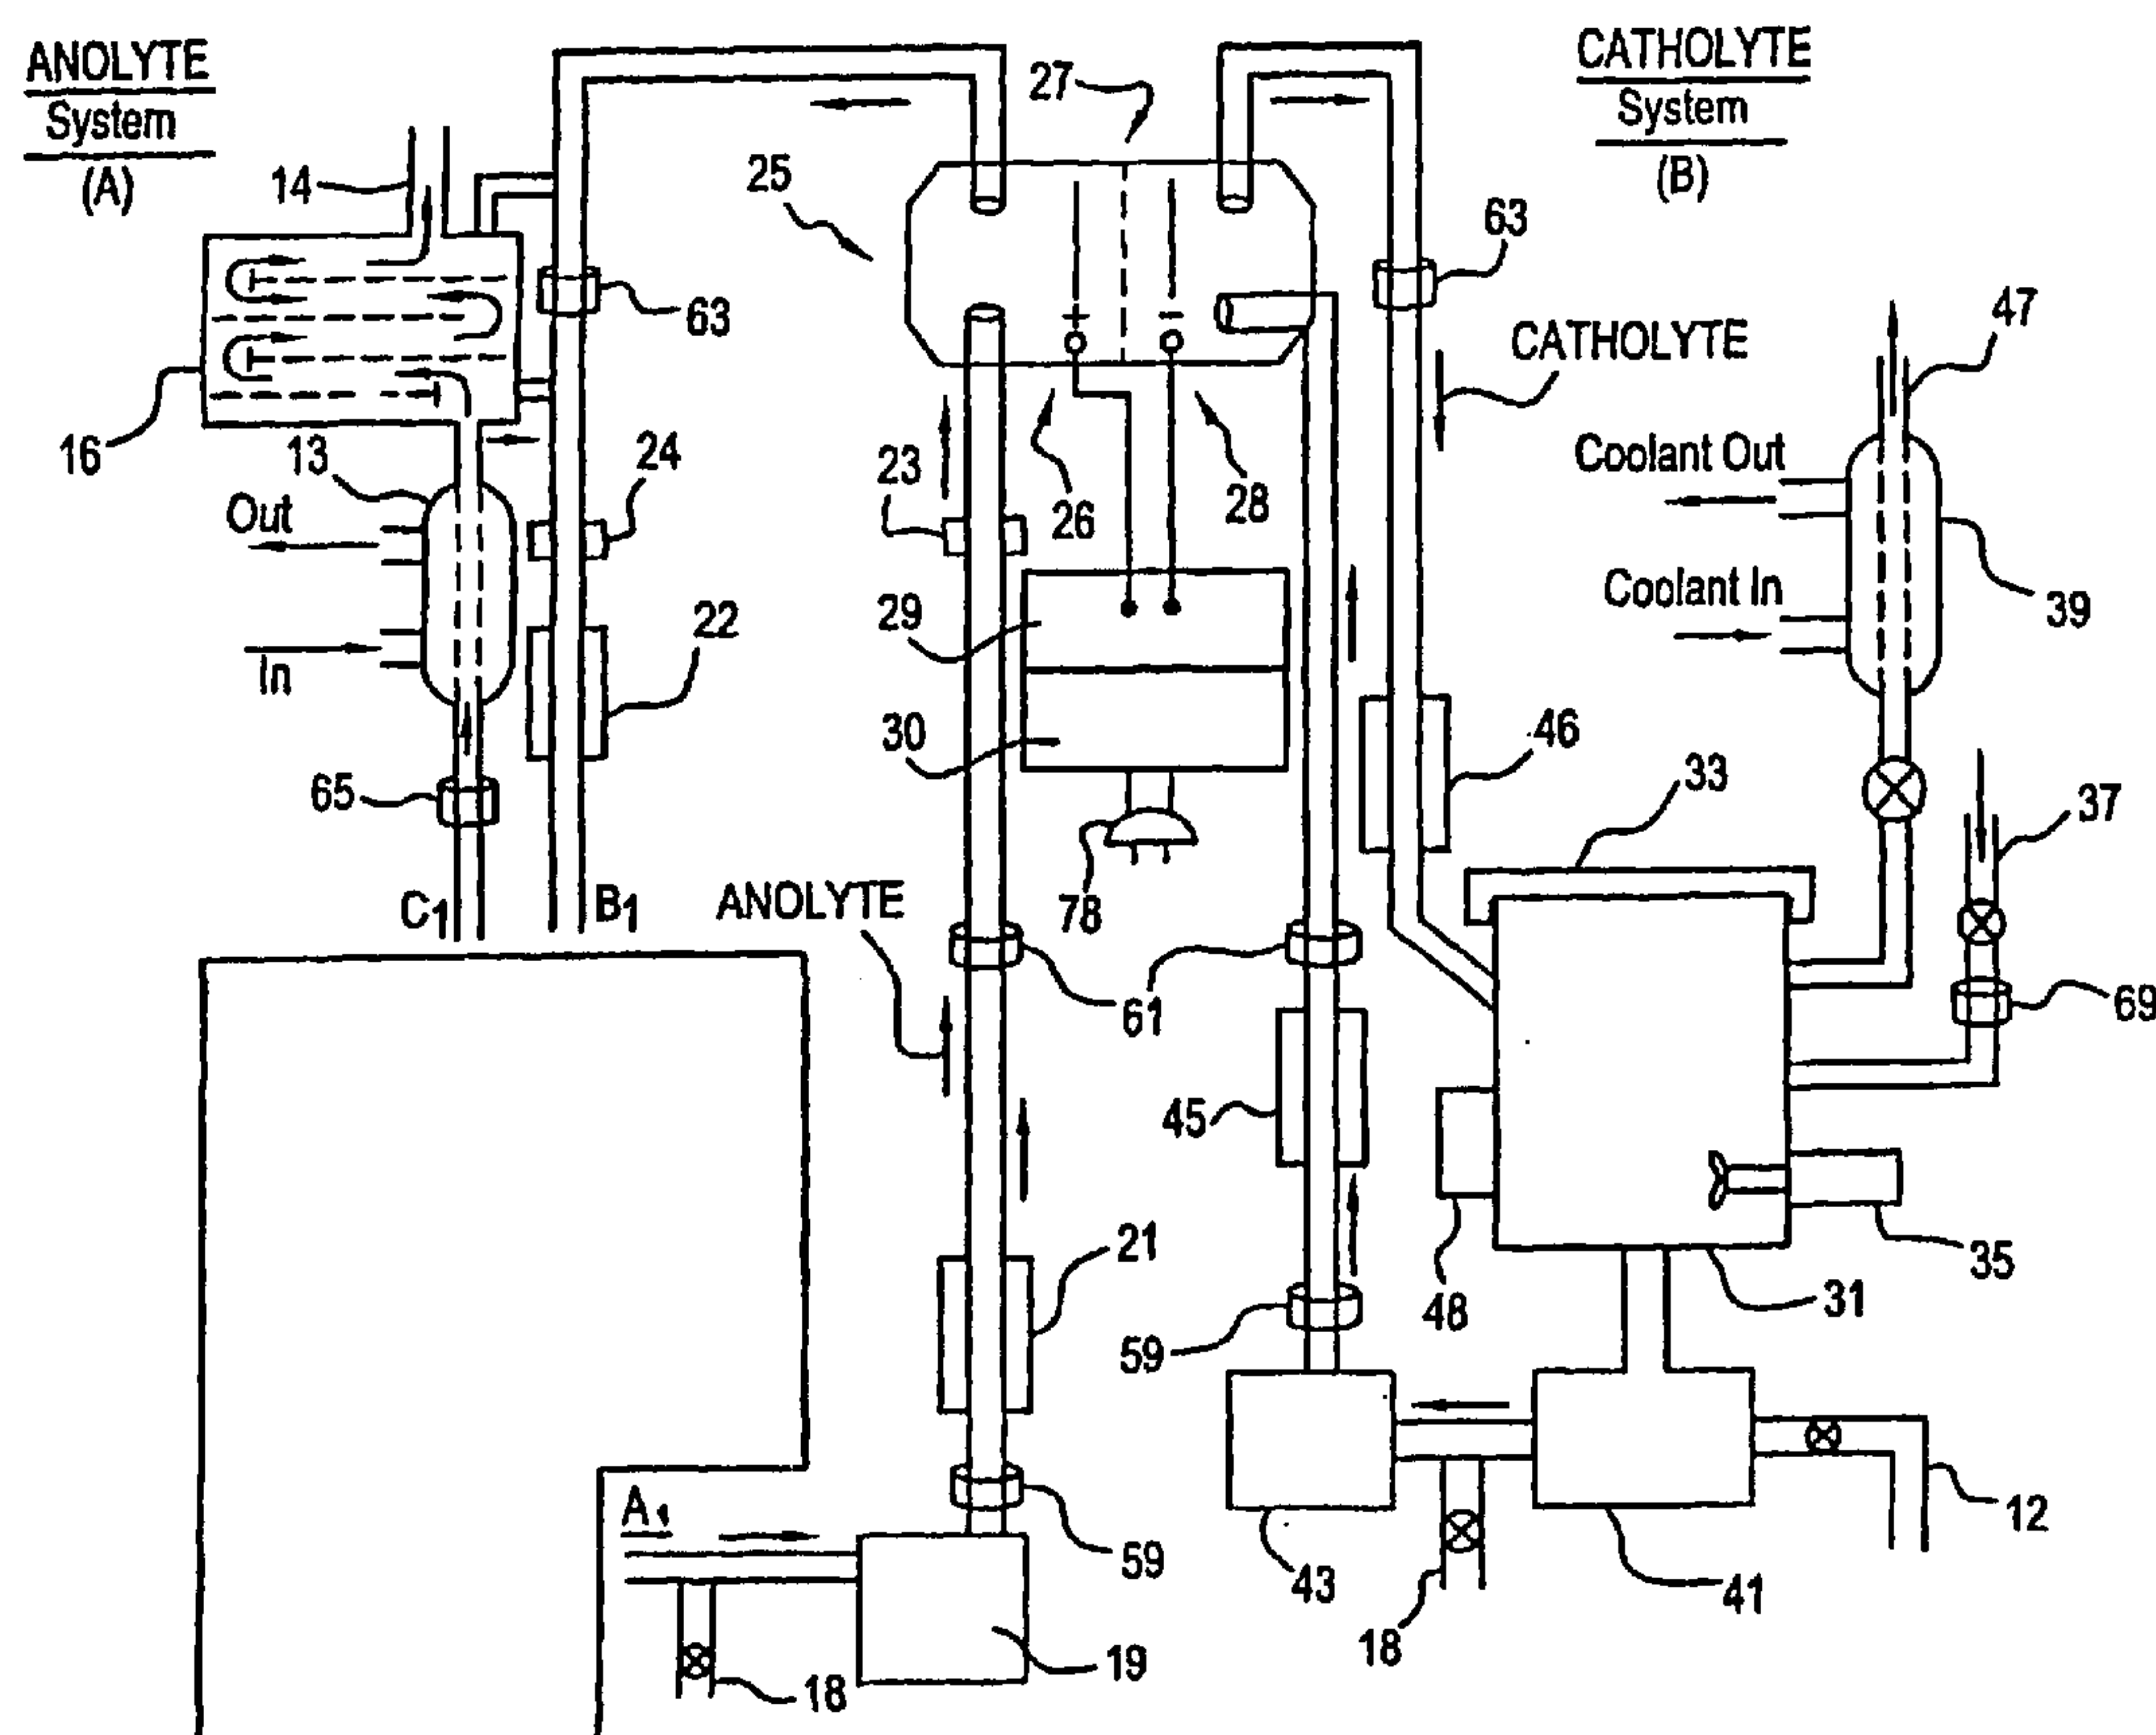 ANOLYTE
System
(A)
CATHOLYTE
System
(B)
27
14
25
63
63
CATHOLYTE
47
16
13
24
23
26
28
Coolant Out
Out
Coolant In
39
29
22
In
30
46
33
37
65
78
C1
B1
ANOLYTE
61
69
45
21
48
35
31
59
A1
59
43
41
12
18
18
19
+
−